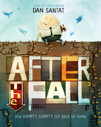 DAN SANTAT
AFTER
THE
FALL
HOW HUMPTY DUMPTY GOT BACK UP AGAIN